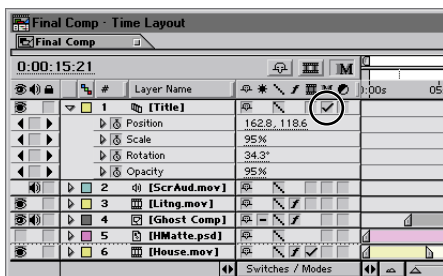 Final Comp · Time Layout
Final Comp
0:00:15:21
M
# Layer Name ƒ M :00s 05
1 [Title]
Position 162.8, 118.6
Scale 95%
Rotation 34.3°
Opacity 95%
2 [ScrAud.mov]
3 [Litng.mov] ƒ
4 [Ghost Comp] ƒ
5 [HMatte.psd]
6 [House.mov] ƒ
Switches / Modes